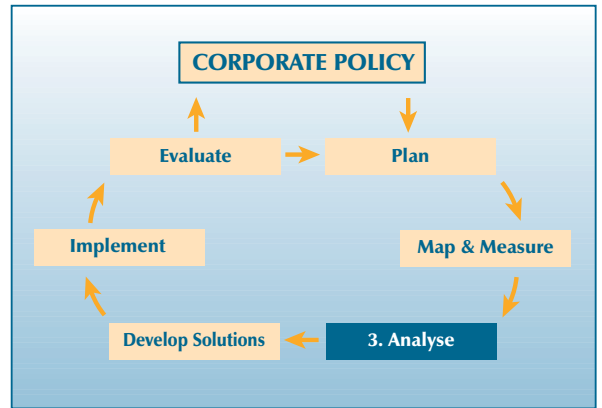 CORPORATE POLICY
Evaluate
Plan
Implement
Map & Measure
Develop Solutions
3. Analyse